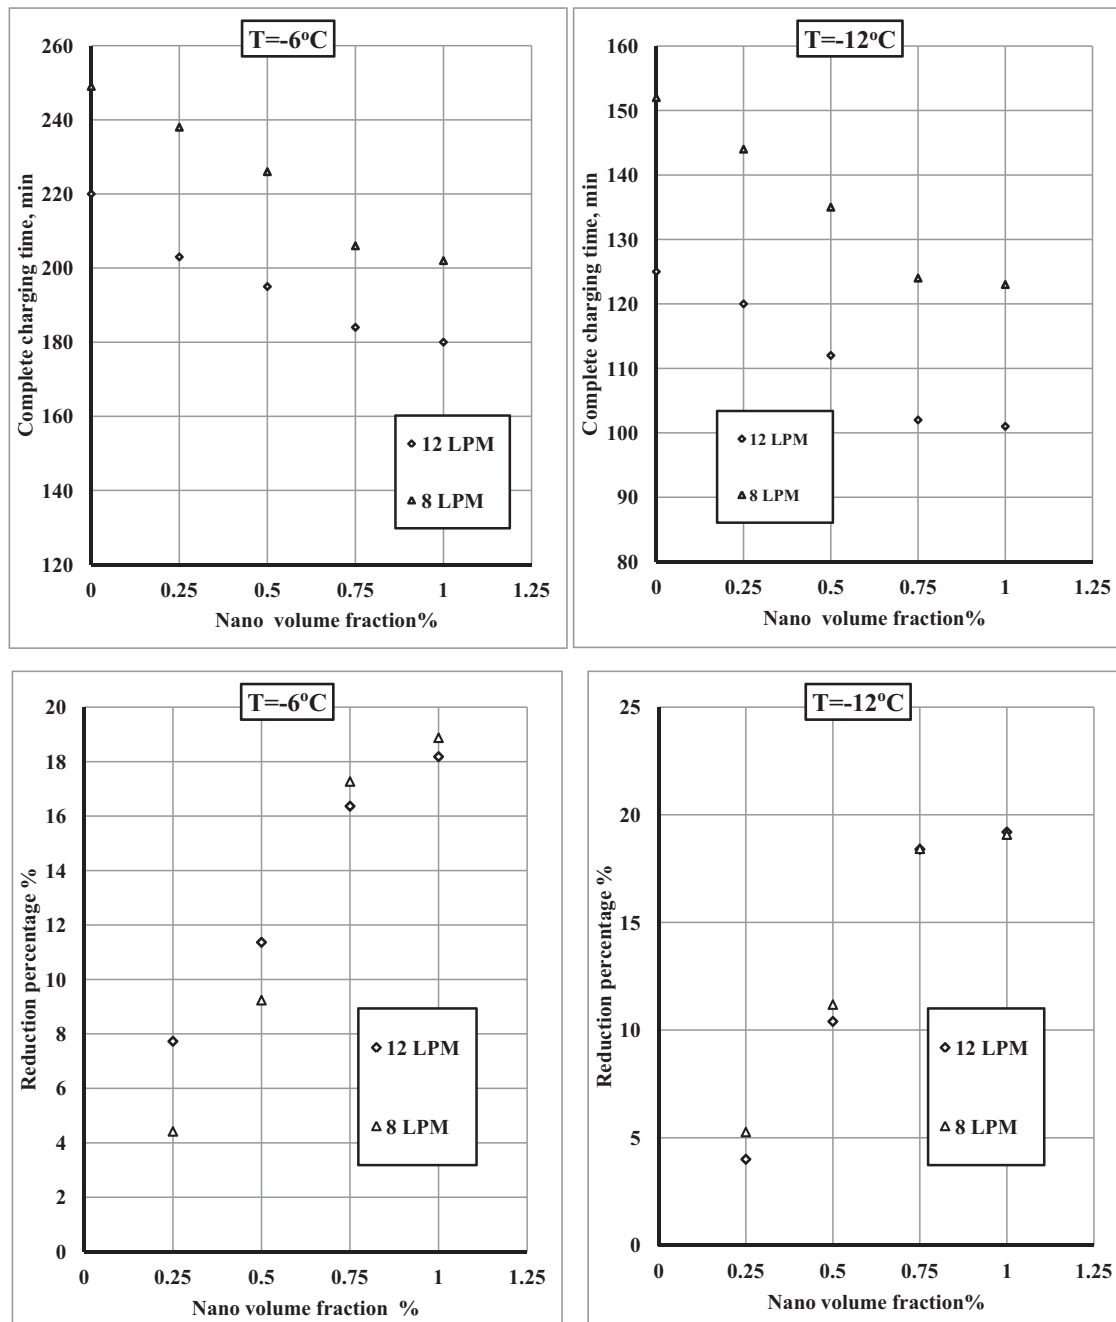 T=-6°C
260
240
220
200
180
160
140
120
0 0.25 0.5 0.75 1 1.25
Complete charging time, min
Nano volume fraction%
12 LPM
8 LPM
T=-12°C
160
150
140
130
120
110
100
90
80
0 0.25 0.5 0.75 1 1.25
Complete charging time, min
Nano volume fraction%
12 LPM
8 LPM
T=-6°C
20
18
16
14
12
10
8
6
4
2
0
0 0.25 0.5 0.75 1 1.25
Reduction percentage %
Nano volume fraction %
12 LPM
8 LPM
T=-12°C
25
20
15
10
5
0
0 0.25 0.5 0.75 1 1.25
Reduction percentage %
Nano volume fraction%
12 LPM
8 LPM